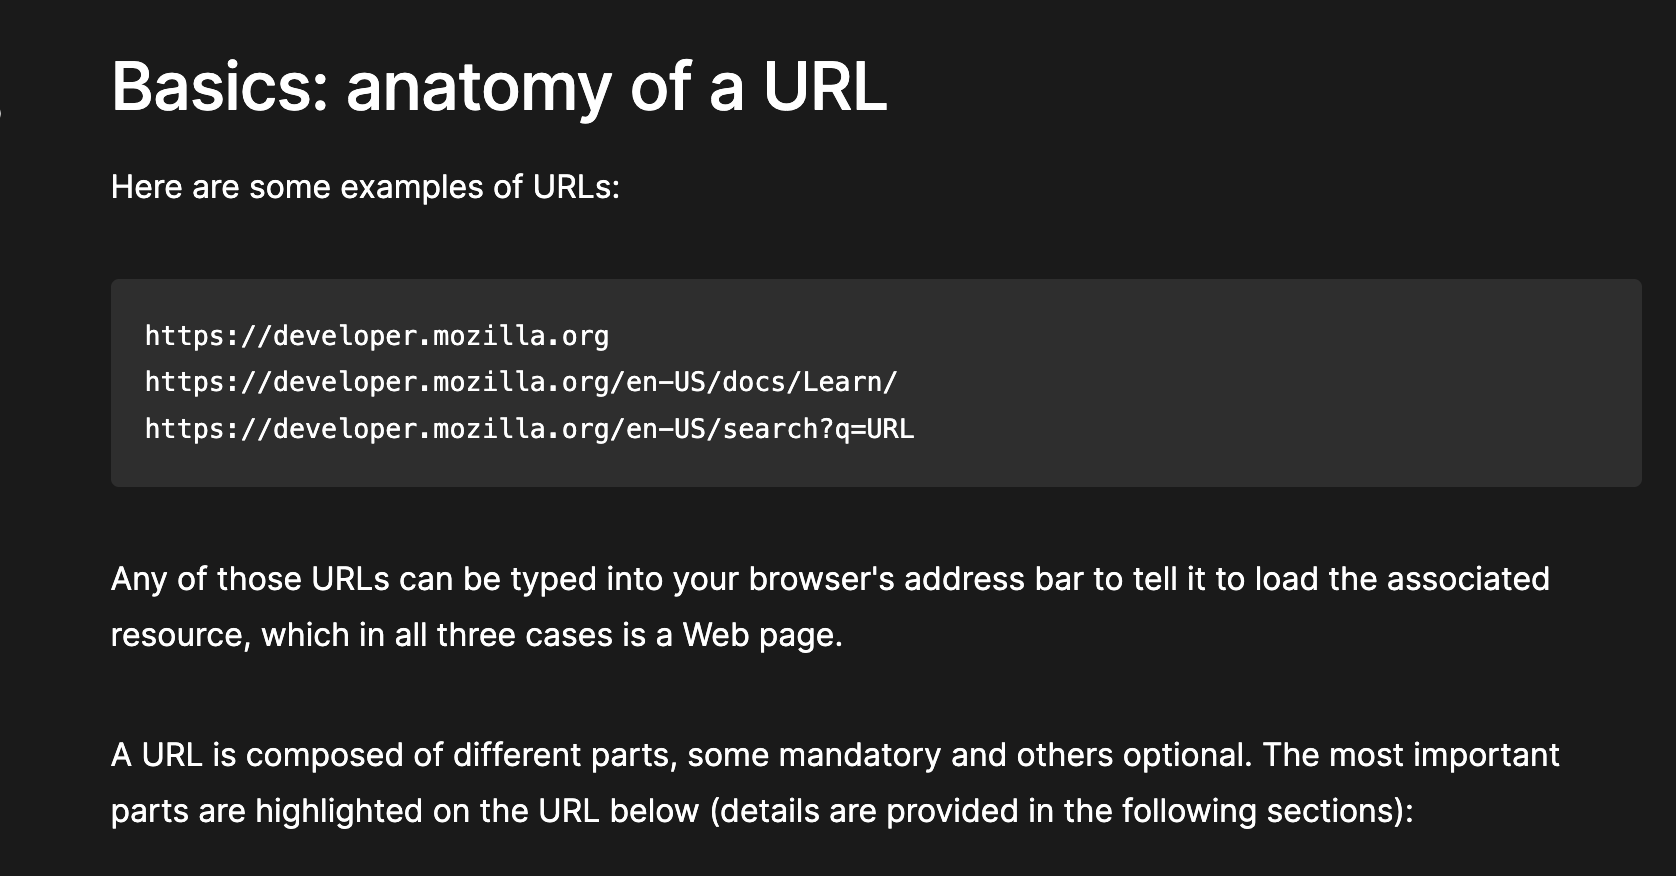 Basics: anatomy of a URL
Here are some examples of URLs:
https://developer.mozilla.org
https://developer.mozilla.org/en-US/docs/Learn/
https://developer.mozilla.org/en-US/search?q=URL
Any of those URLs can be typed into your browser's address bar to tell it to load the associated
resource, which in all three cases is a Web page.
A URL is composed of different parts, some mandatory and others optional. The most important
parts are highlighted on the URL below (details are provided in the following sections):